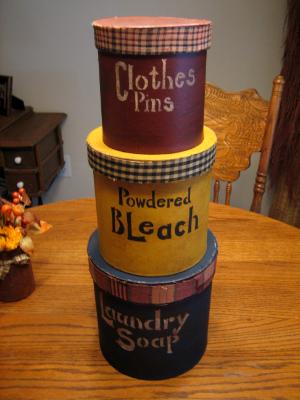 Clothes
Pins
Powdered
BLeach
Laundry
Soap